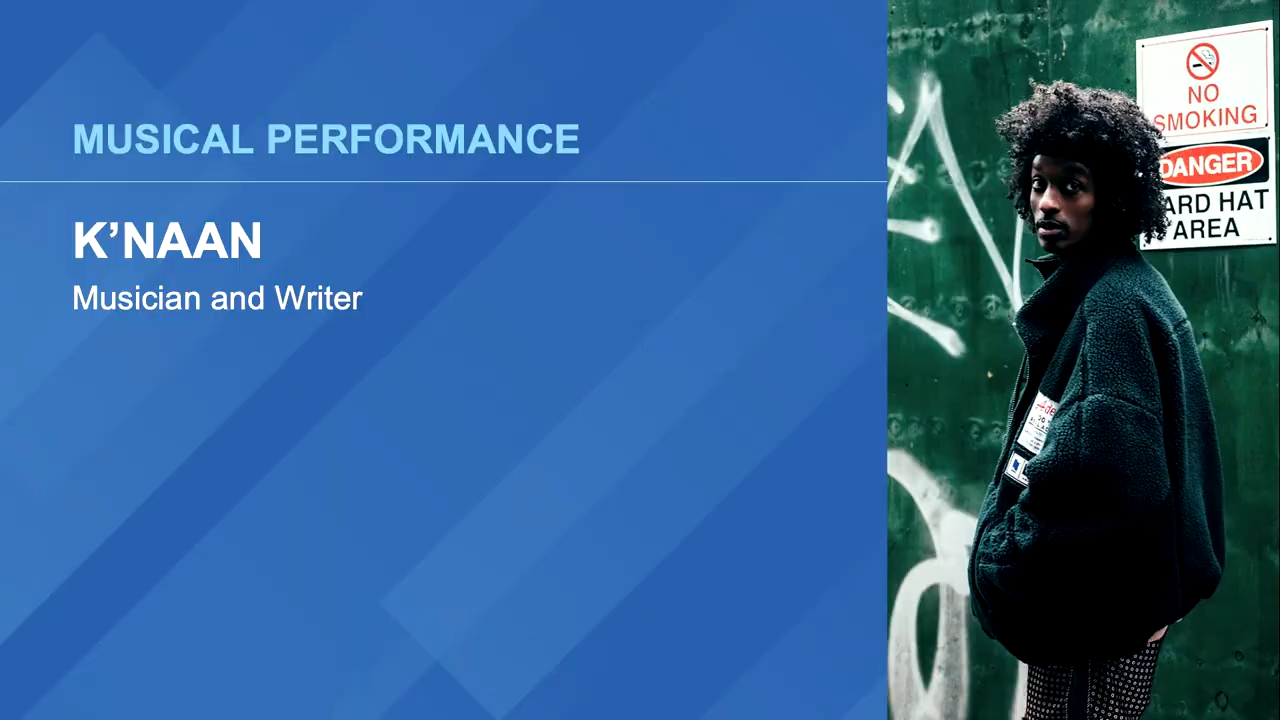 MUSICAL PERFORMANCE
K’NAAN
Musician and Writer
NO
SMOKING
DANGER
ARD HAT
AREA